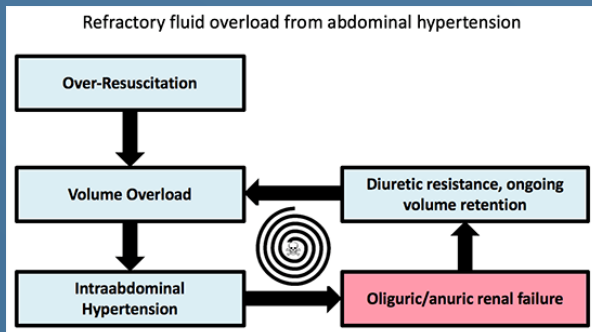 Refractory fluid overload from abdominal hypertension
Over-Resuscitation
Volume Overload
Diuretic resistance, ongoing
volume retention
Intraabdominal
Hypertension
Oliguric/anuric renal failure